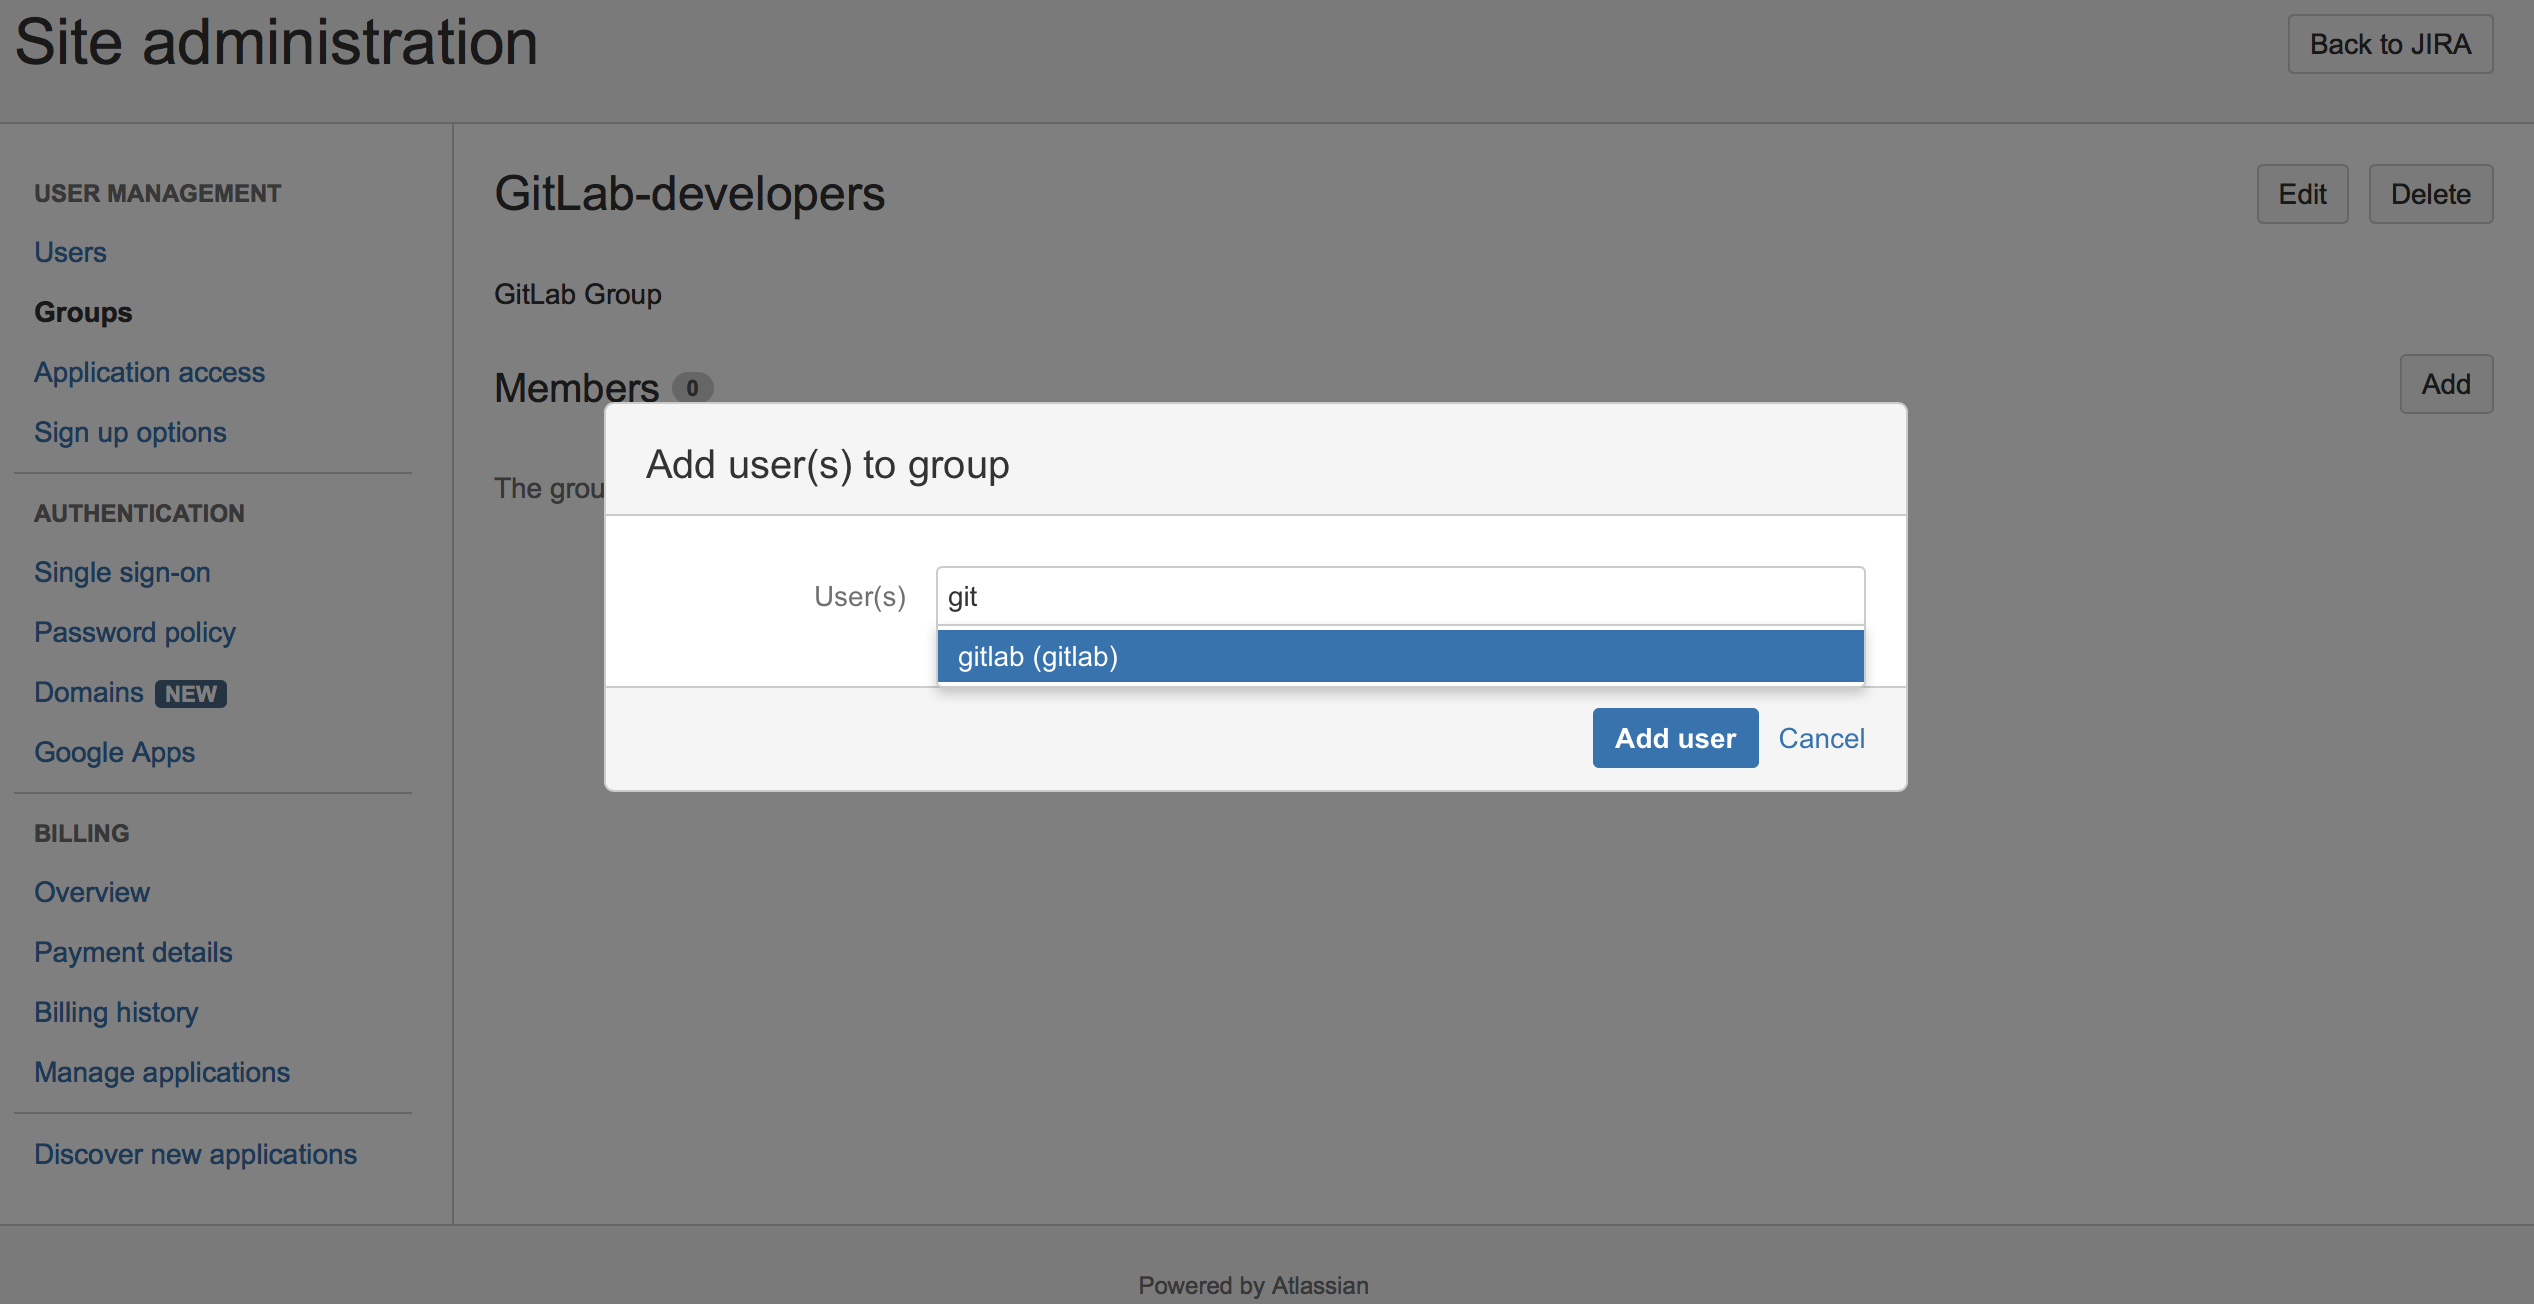 Site administration
Back to JIRA
USER MANAGEMENT
Users
Groups
Application access
Sign up options
AUTHENTICATION
Single sign-on
Password policy
Domains NEW
Google Apps
BILLING
Overview
Payment details
Billing history
Manage applications
Discover new applications
GitLab-developers
Edit Delete
GitLab Group
Members 0
Add
The grou
Add user(s) to group
User(s) git
gitlab (gitlab)
Add user Cancel
Powered by Atlassian